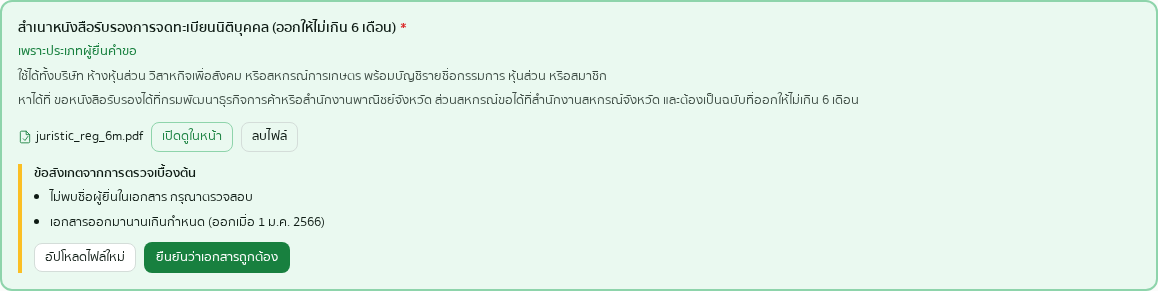 สำเนาหนังสือรับรองการจดทะเบียนนิติบุคคล (ออกให้ไม่เกิน 6 เดือน) *
เพราะประเภทผู้ยื่นคำขอ
ใช้ได้ทั้งบริษัท ห้างหุ้นส่วน วิสาหกิจเพื่อสังคม หรือสหกรณ์การเกษตร พร้อมบัญชีรายชื่อกรรมการ หุ้นส่วน หรือสมาชิก
หาได้ที่ ขอหนังสือรับรองได้ที่กรมพัฒนาธุรกิจการค้าหรือสำนักงานพาณิชย์จังหวัด ส่วนสหกรณ์ขอได้ที่สำนักงานสหกรณ์จังหวัด และต้องเป็นฉบับที่ออกให้ไม่เกิน 6 เดือน
juristic_reg_6m.pdf เปิดดูในหน้า ลบไฟล์
ข้อสังเกตจากการตรวจเบื้องต้น
• ไม่พบชื่อผู้ยื่นในเอกสาร กรุณาตรวจสอบ
• เอกสารออกมานานเกินกำหนด (ออกเมื่อ 1 ม.ค. 2566)
อัปโหลดไฟล์ใหม่ ยืนยันว่าเอกสารถูกต้อง